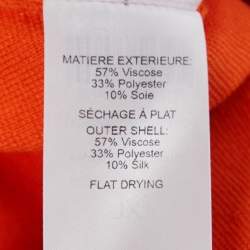 MATIERE EXTERIEURE:
57% Viscose
33% Polyester
10% Soie
SÉCHAGE À PLAT
OUTER SHELL:
57% Viscose
33% Polyester
10% Silk
FLAT DRYING